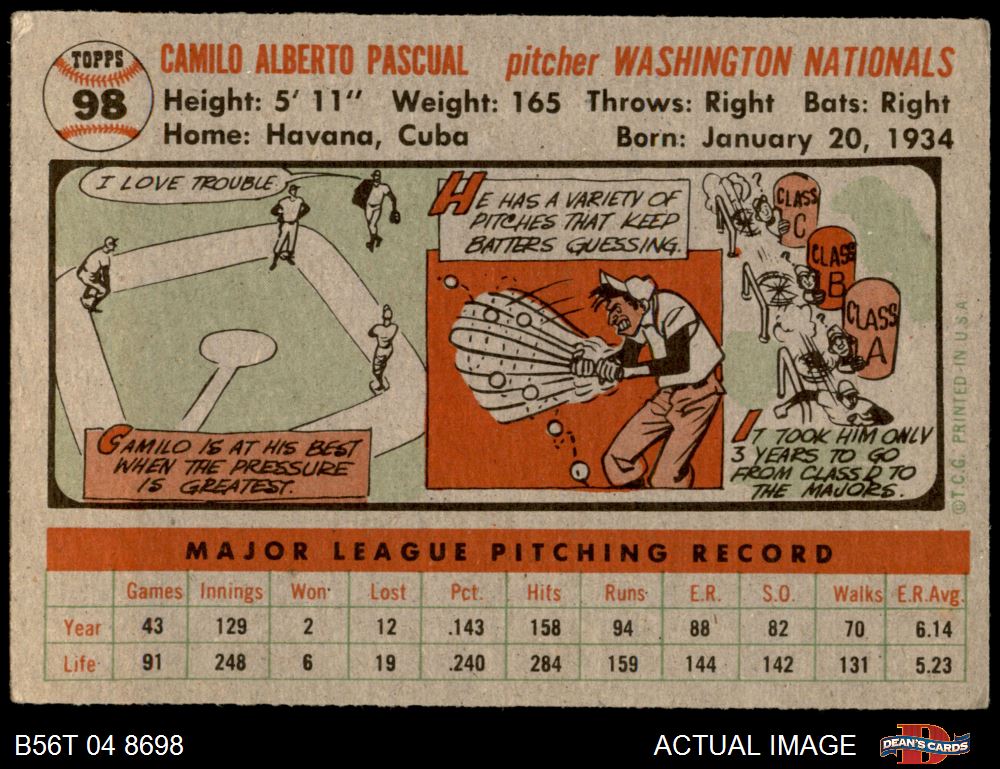 TOPPS
98
CAMILO ALBERTO PASCUAL pitcher WASHINGTON NATIONALS
Height: 5' 11" Weight: 165 Throws: Right Bats: Right
Home: Havana, Cuba Born: January 20, 1934
I LOVE TROUBLE
CAMILO IS AT HIS BEST
WHEN THE PRESSURE
IS GREATEST.
HE HAS A VARIETY OF
PITCHES THAT KEEP
BATTERS GUESSING.
CLASS
C
CLASS
B
CLASS
A
IT TOOK HIM ONLY
3 YEARS TO GO
FROM CLASS D TO
THE MAJORS.
©T.C.G. PRINTED IN U.S.A.
MAJOR LEAGUE PITCHING RECORD
Games Innings Won Lost Pct. Hits Runs E.R. S.O. Walks E.R.Avg.
Year 43 129 2 12 .143 158 94 88 82 70 6.14
Life 91 248 6 19 .240 284 159 144 142 131 5.23
B56T 04 8698
ACTUAL IMAGE
DEAN'S CARDS